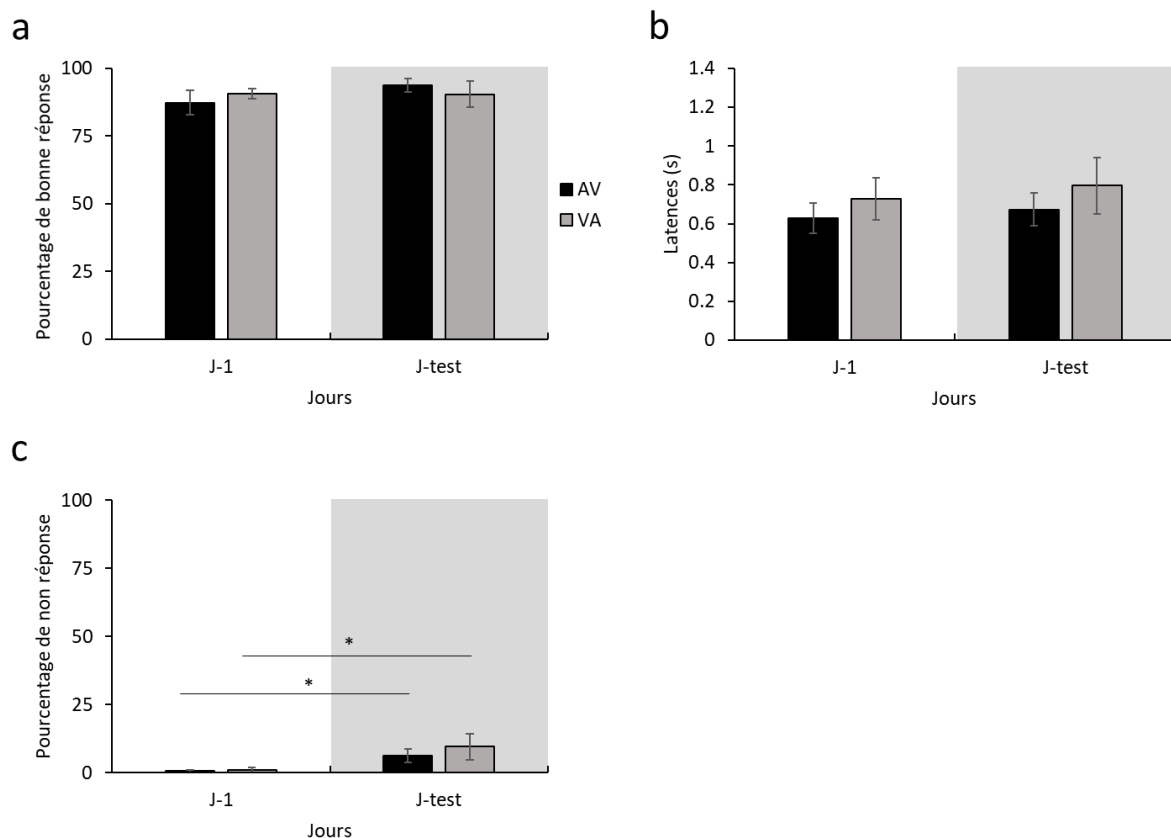 a
Pourcentage de bonne réponse
100
75
50
25
0
J-1
J-test
Jours
AV
VA
b
Latences (s)
1.4
1.2
1
0.8
0.6
0.4
0.2
0
J-1
J-test
Jours
c
Pourcentage de non réponse
100
75
50
25
0
*
*
J-1
J-test
Jours